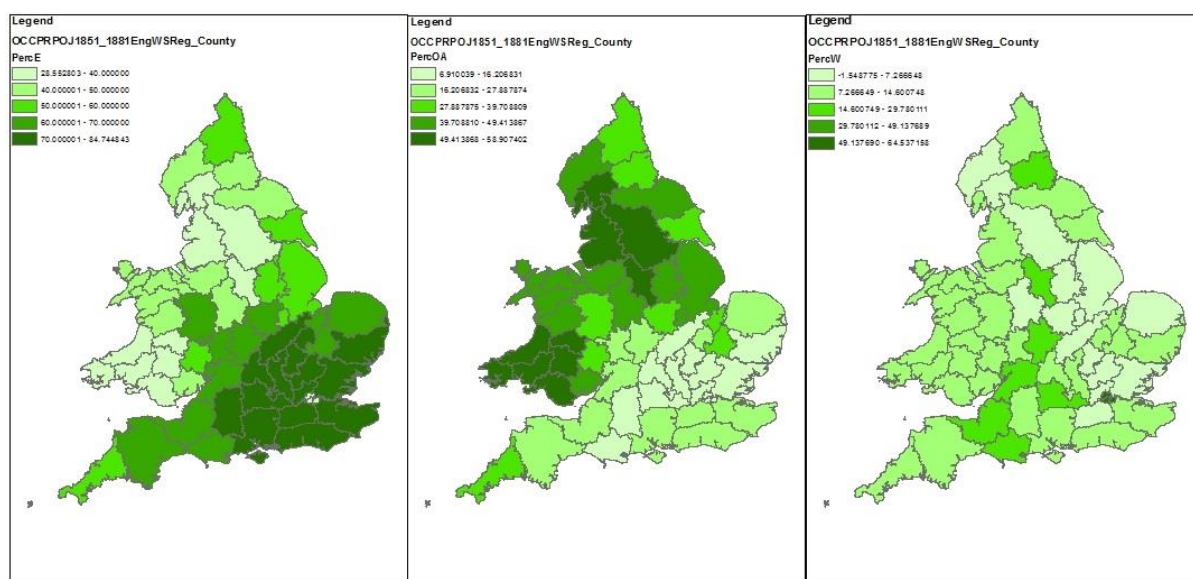 Legend
OCCPRPOJ1851_1881EngWSReg_County
PercE
28.552803 - 40.000000
40.000001 - 50.000000
50.000001 - 60.000000
60.000001 - 70.000000
70.000001 - 84.744843
Legend
OCCPRPOJ1851_1881EngWSReg_County
PercOA
6.910039 - 16.206831
16.206832 - 27.887874
27.887875 - 39.708809
39.708810 - 49.413867
49.413868 - 58.907402
Legend
OCCPRPOJ1851_1881EngWSReg_County
PercW
-1.548775 - 7.266648
7.266649 - 14.600748
14.600749 - 29.780111
29.780112 - 49.137689
49.137690 - 64.537158